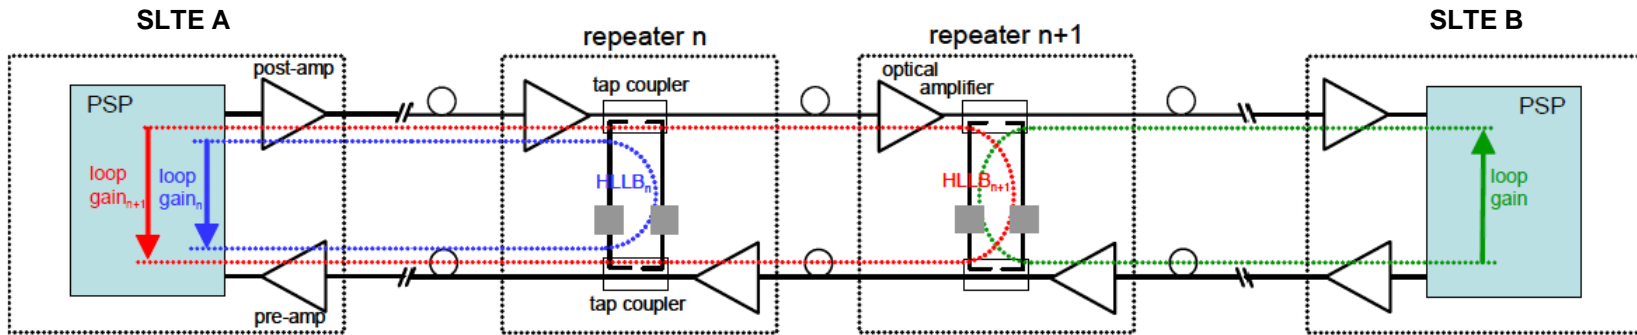 SLTE A
SLTE B
repeater n
repeater n+1
post-amp
tap coupler
optical
amplifier
PSP
PSP
loop
gainₙ₊₁
loop
gainₙ
HLLBₙ
HLLBₙ₊₁
loop
gain
pre-amp
tap coupler